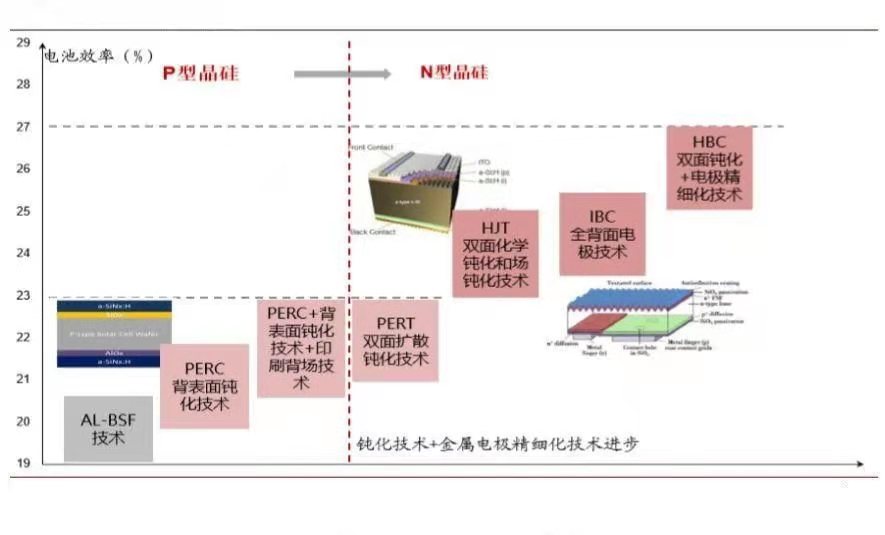 29
电池效率（%）
P型晶硅
N型晶硅
28
27
26
25
24
23
22
21
20
19
HBC
双面钝化
+电极精
细化技术
Front Contact
ITO
a-Si:H (p)
a-Si:H (i)
Back Contact
IBC
全背面电
极技术
HJT
双面化学
钝化和场
钝化技术
Textured surface
Antireflection coating
SiO₂ passivation
n⁺ FSF
n-type base
p⁺ diffusion
SiO₂ passivation
n⁺ diffusion
Metal
finger (n)
Contact hole
in SiO₂
Metal finger (p)
a-SiNx:H
SiOx
P-type Solar Cell Wafer
AlOx
a-SiNx:H
PERC+背
表面钝化
技术+印
刷背场技
术
PERT
双面扩散
钝化技术
PERC
背表面钝
化技术
AL-BSF
技术
钝化技术+金属电极精细化技术进步